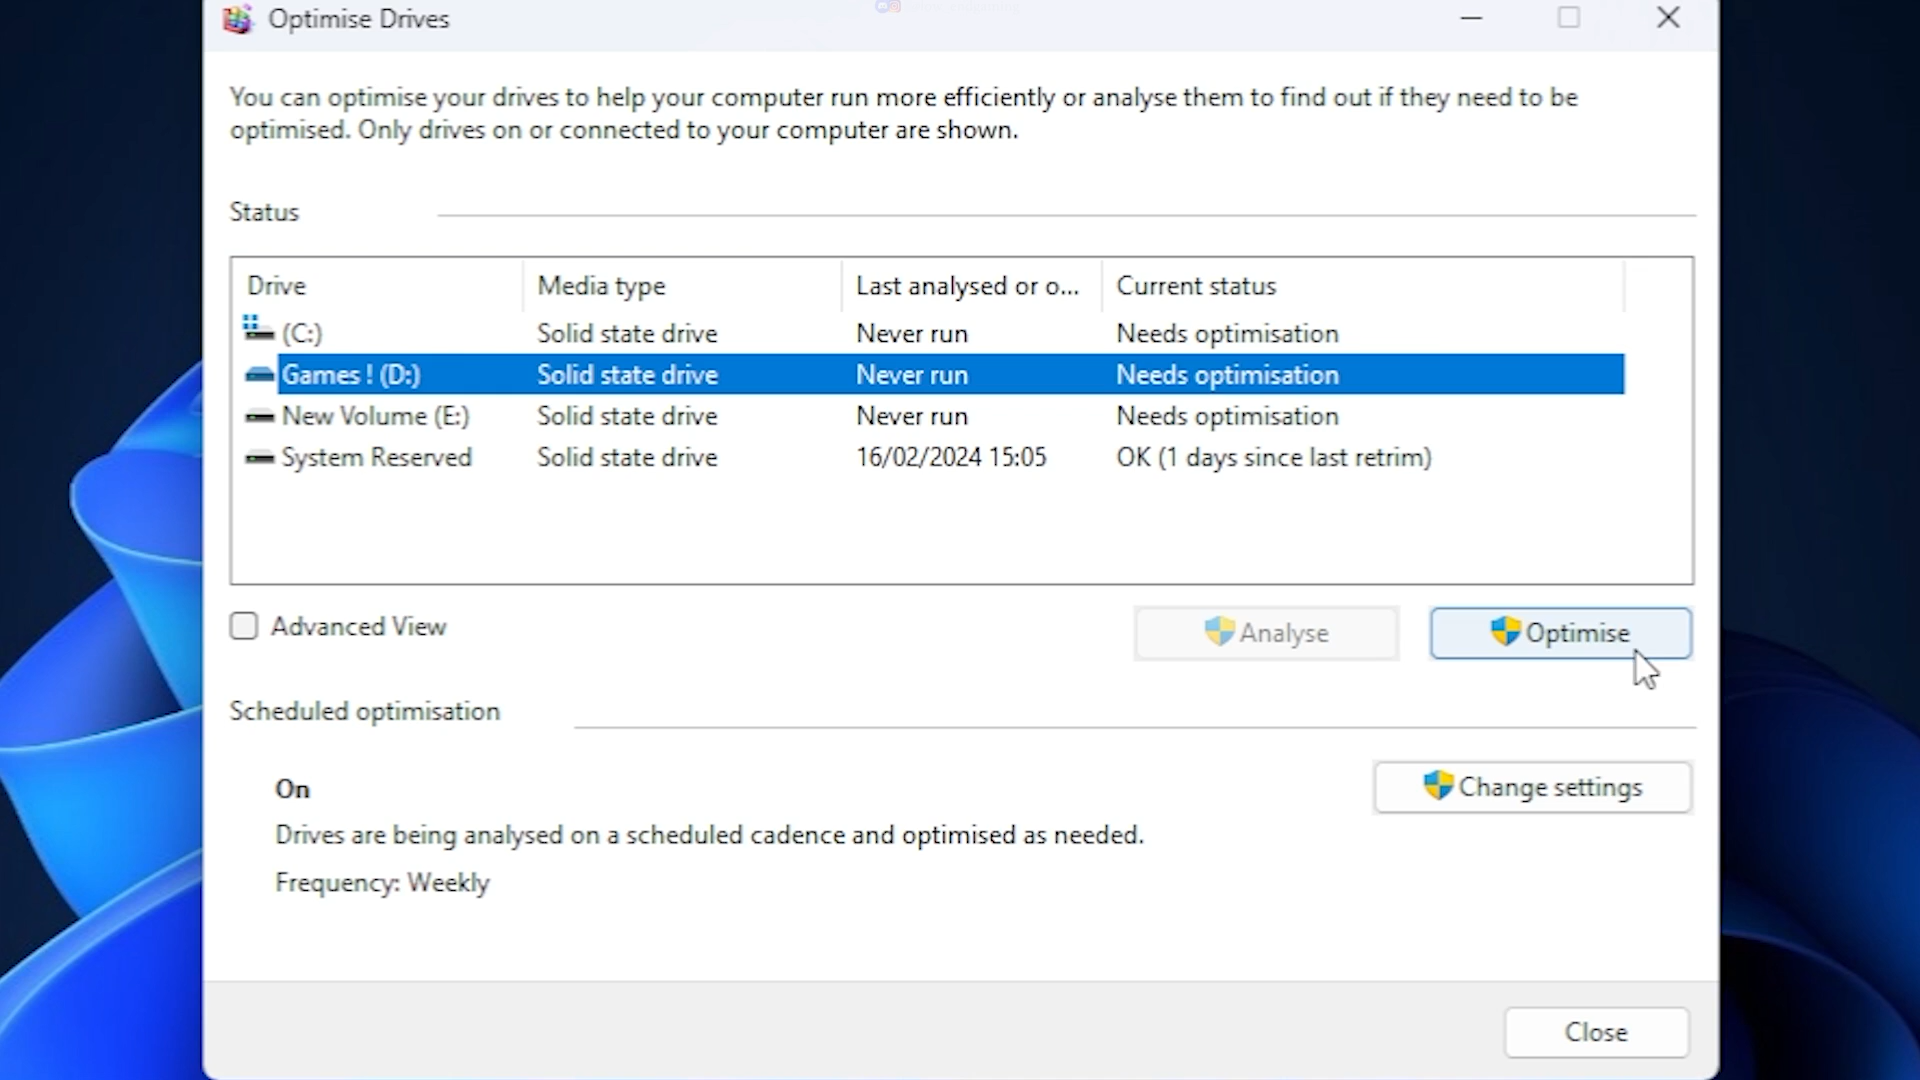 Optimise Drives
You can optimise your drives to help your computer run more efficiently or analyse them to find out if they need to be
optimised. Only drives on or connected to your computer are shown.
Status
Drive Media type Last analysed or o... Current status
(C:) Solid state drive Never run Needs optimisation
Games ! (D:) Solid state drive Never run Needs optimisation
New Volume (E:) Solid state drive Never run Needs optimisation
System Reserved Solid state drive 16/02/2024 15:05 OK (1 days since last retrim)
Advanced View
Analyse
Optimise
Scheduled optimisation
On
Change settings
Drives are being analysed on a scheduled cadence and optimised as needed.
Frequency: Weekly
Close